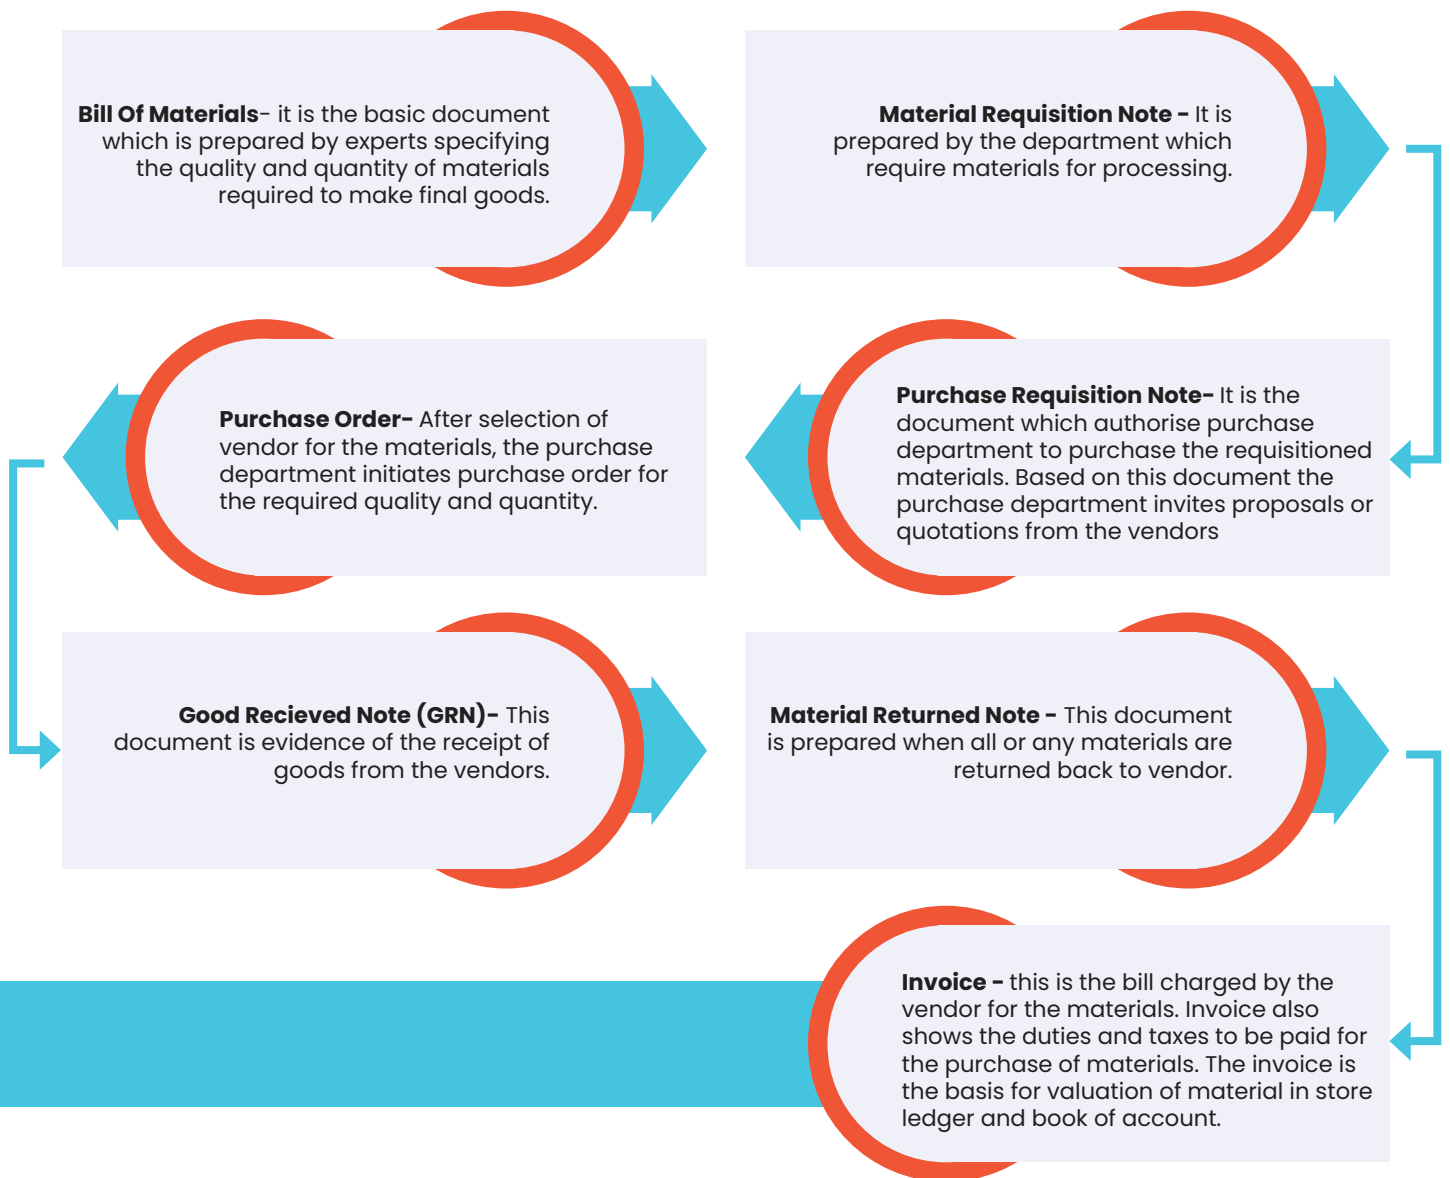 Bill Of Materials- it is the basic document
which is prepared by experts specifying
the quality and quantity of materials
required to make final goods.
Material Requisition Note - It is
prepared by the department which
require materials for processing.
Purchase Requisition Note- It is the
document which authorise purchase
department to purchase the requisitioned
materials. Based on this document the
purchase department invites proposals or
quotations from the vendors
Purchase Order- After selection of
vendor for the materials, the purchase
department initiates purchase order for
the required quality and quantity.
Good Recieved Note (GRN)- This
document is evidence of the receipt of
goods from the vendors.
Material Returned Note - This document
is prepared when all or any materials are
returned back to vendor.
Invoice - this is the bill charged by the
vendor for the materials. Invoice also
shows the duties and taxes to be paid for
the purchase of materials. The invoice is
the basis for valuation of material in store
ledger and book of account.